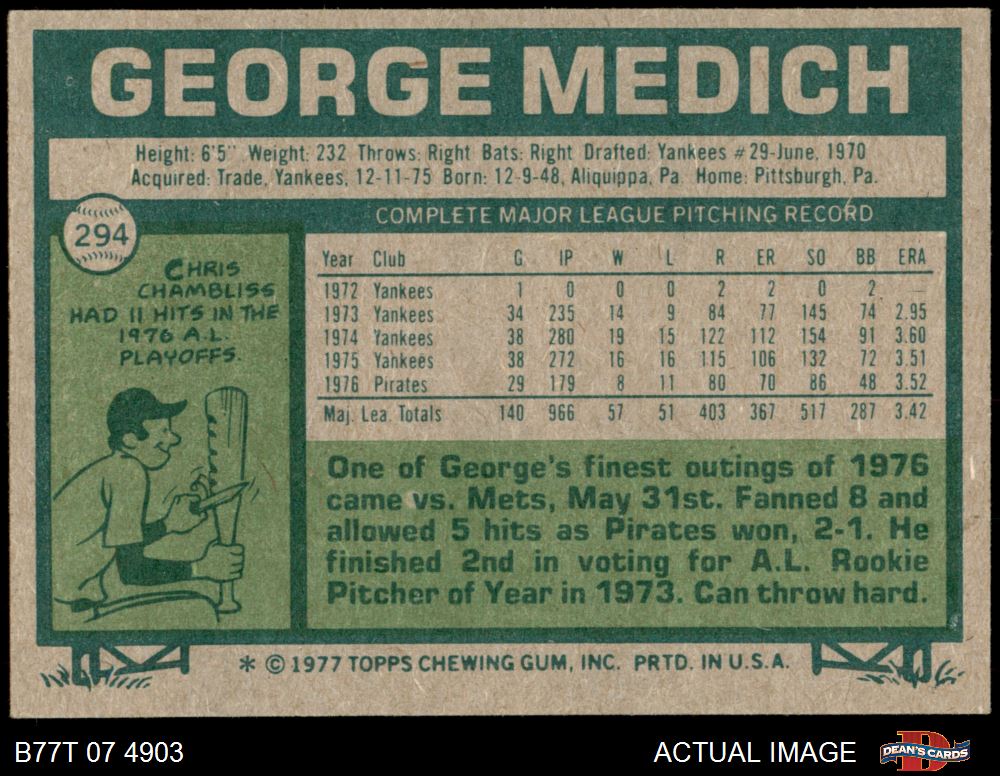 GEORGE MEDICH
Height: 6'5" Weight: 232 Throws: Right Bats: Right Drafted: Yankees #29-June, 1970
Acquired: Trade, Yankees, 12-11-75 Born: 12-9-48, Aliquippa, Pa. Home: Pittsburgh, Pa.
294
CHRIS
CHAMBLISS
HAD 11 HITS IN THE
1976 A.L.
PLAYOFFS.
COMPLETE MAJOR LEAGUE PITCHING RECORD
Year Club G IP W L R ER SO BB ERA
1972 Yankees 1 0 0 0 2 2 0 2 —
1973 Yankees 34 235 14 9 84 77 145 74 2.95
1974 Yankees 38 280 19 15 122 112 154 91 3.60
1975 Yankees 38 272 16 16 115 106 132 72 3.51
1976 Pirates 29 179 8 11 80 70 86 48 3.52
Maj. Lea. Totals 140 966 57 51 403 367 517 287 3.42
One of George's finest outings of 1976
came vs. Mets, May 31st. Fanned 8 and
allowed 5 hits as Pirates won, 2-1. He
finished 2nd in voting for A.L. Rookie
Pitcher of Year in 1973. Can throw hard.
* © 1977 TOPPS CHEWING GUM, INC. PRTD. IN U.S.A.
B77T 07 4903
ACTUAL IMAGE
D
DEAN'S CARDS